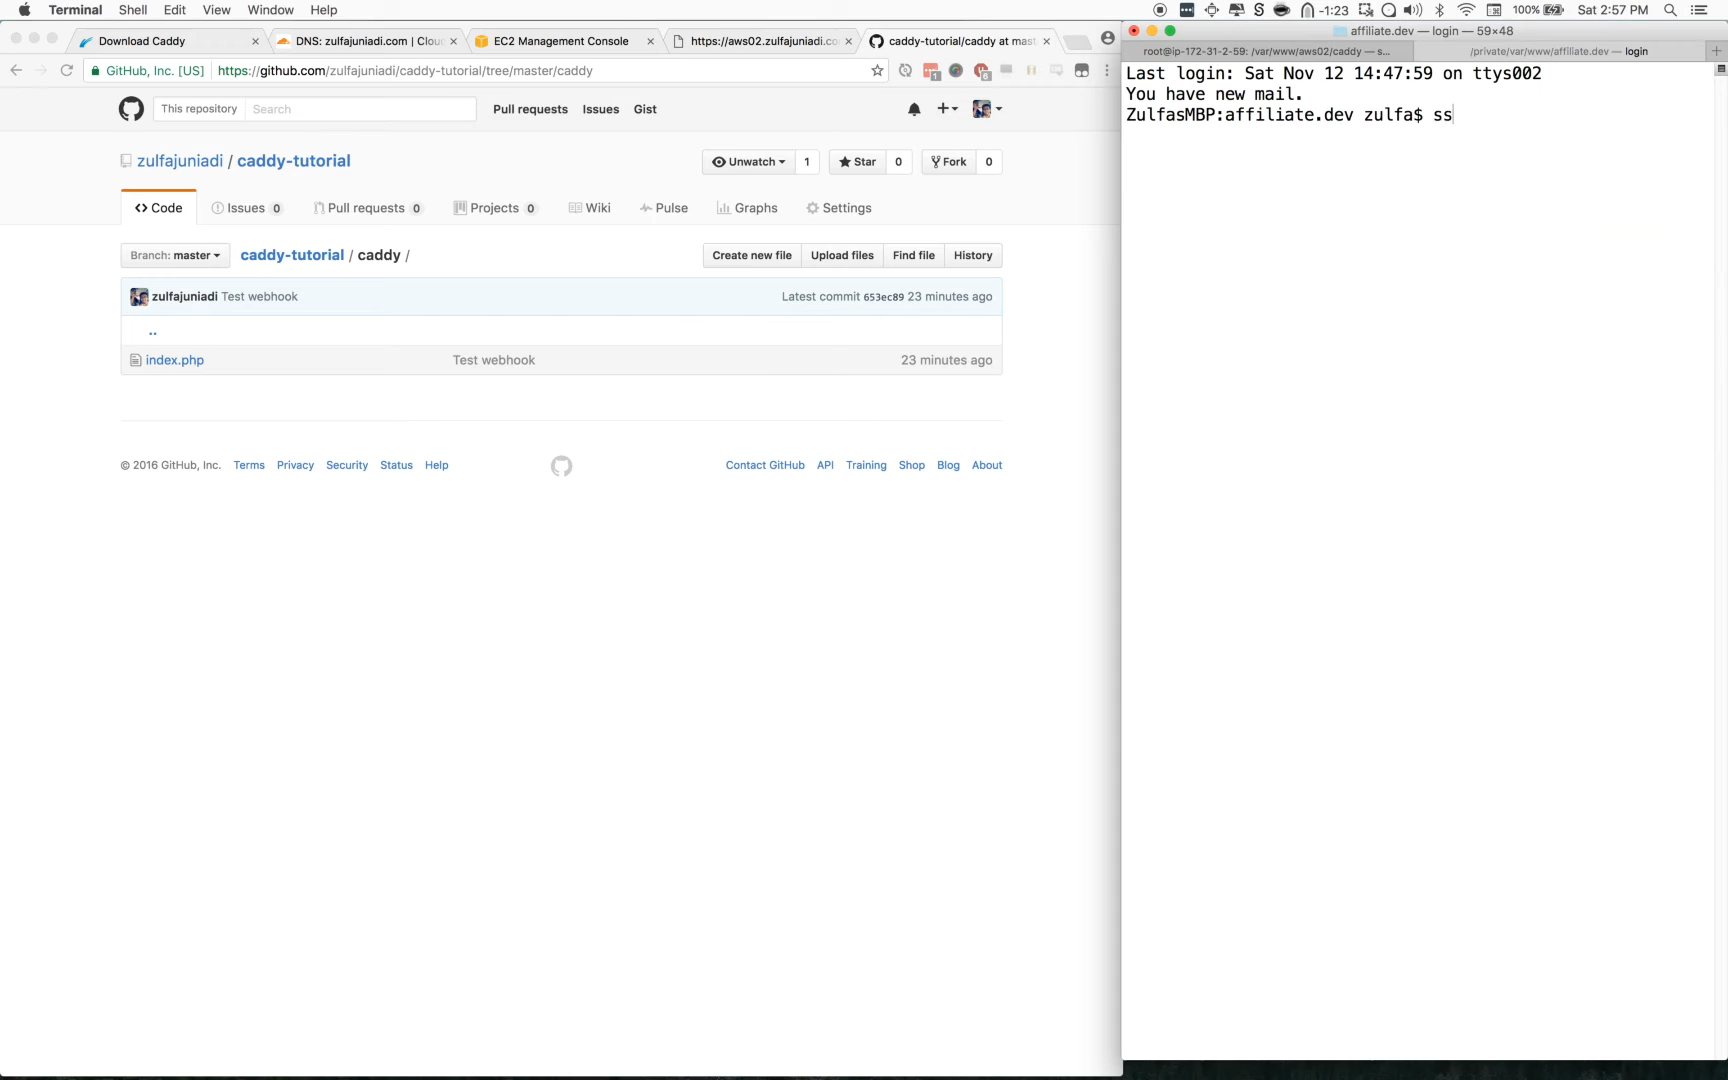 Terminal Shell Edit View Window Help -1:23 100% Sat 2:57 PM
Download Caddy DNS: zulfajuniadi.com | Clou EC2 Management Console https://aws02.zulfajuniadi.co caddy-tutorial/caddy at mast
GitHub, Inc. [US] https://github.com/zulfajuniadi/caddy-tutorial/tree/master/caddy 1 6
This repository Search Pull requests Issues Gist
zulfajuniadi / caddy-tutorial Unwatch 1 Star 0 Fork 0
Code Issues 0 Pull requests 0 Projects 0 Wiki Pulse Graphs Settings
Branch: master caddy-tutorial / caddy / Create new file Upload files Find file History
zulfajuniadi Test webhook Latest commit 653ec89 23 minutes ago
..
index.php Test webhook 23 minutes ago
© 2016 GitHub, Inc. Terms Privacy Security Status Help Contact GitHub API Training Shop Blog About
affiliate.dev — login — 59×48
root@ip-172-31-2-59: /var/www/aws02/caddy — s... /private/var/www/affiliate.dev — login
Last login: Sat Nov 12 14:47:59 on ttys002
You have new mail.
ZulfasMBP:affiliate.dev zulfa$ ss